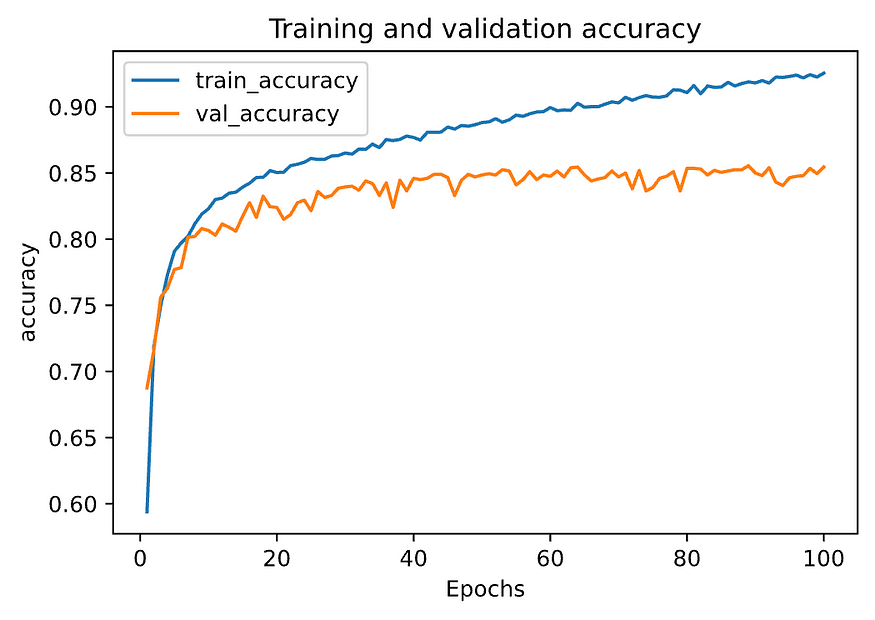 Training and validation accuracy
train_accuracy
val_accuracy
accuracy
0.90
0.85
0.80
0.75
0.70
0.65
0.60
0 20 40 60 80 100
Epochs